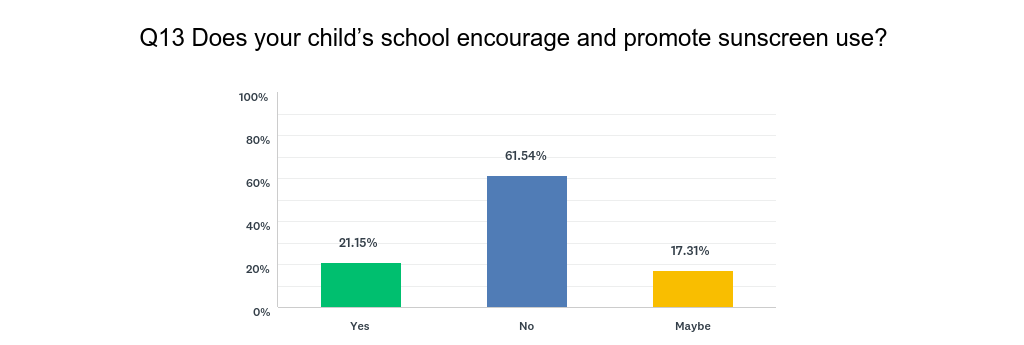 Q13 Does your child’s school encourage and promote sunscreen use?
100%
80%
60%
40%
20%
0%
21.15%
61.54%
17.31%
Yes
No
Maybe